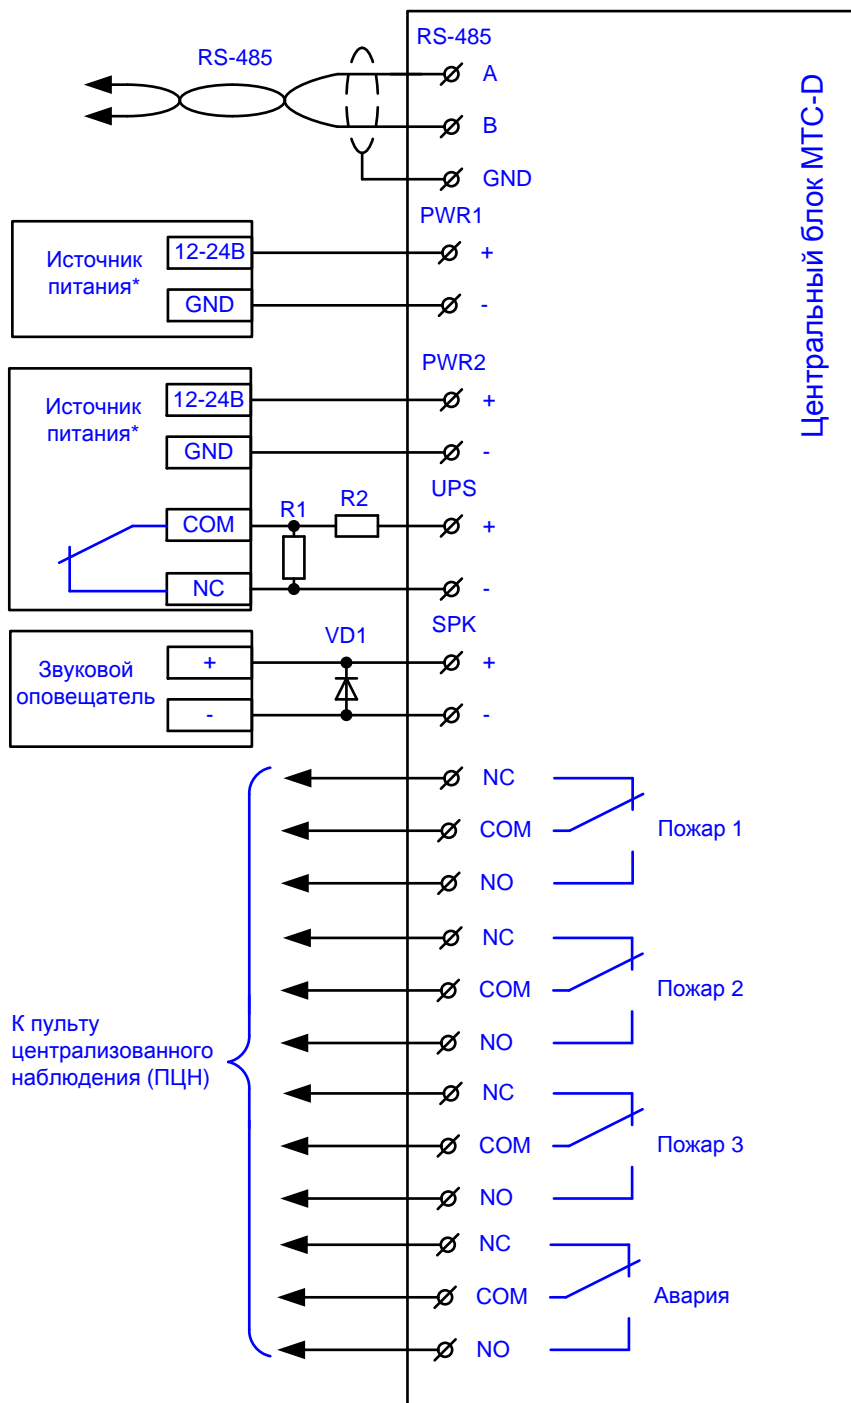 RS-485
RS-485
A
B
GND
Центральный блок МТС-D
PWR1
Источник
питания*
12-24В
+
GND
-
PWR2
Источник
питания*
12-24В
+
GND
-
UPS
R1
R2
COM
+
NC
-
SPK
VD1
Звуковой
оповещатель
+
+
-
-
NC
COM
Пожар 1
NO
NC
COM
Пожар 2
NO
К пульту
централизованного
наблюдения (ПЦН)
NC
COM
Пожар 3
NO
NC
COM
Авария
NO